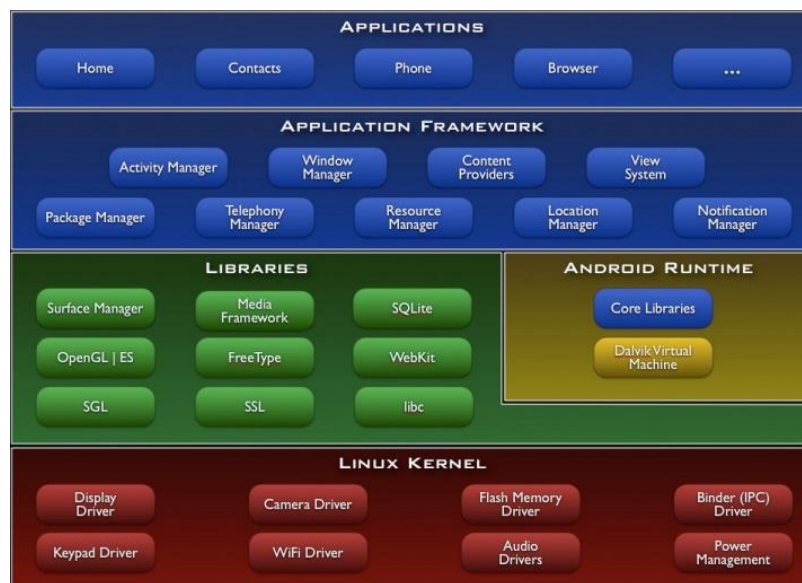 APPLICATIONS
Home
Contacts
Phone
Browser
...
APPLICATION FRAMEWORK
Activity Manager
Window
Manager
Content
Providers
View
System
Package Manager
Telephony
Manager
Resource
Manager
Location
Manager
Notification
Manager
LIBRARIES
Surface Manager
Media
Framework
SQLite
OpenGL | ES
FreeType
WebKit
SGL
SSL
libc
ANDROID RUNTIME
Core Libraries
Dalvik Virtual
Machine
LINUX KERNEL
Display
Driver
Camera Driver
Flash Memory
Driver
Binder (IPC)
Driver
Keypad Driver
WiFi Driver
Audio
Drivers
Power
Management